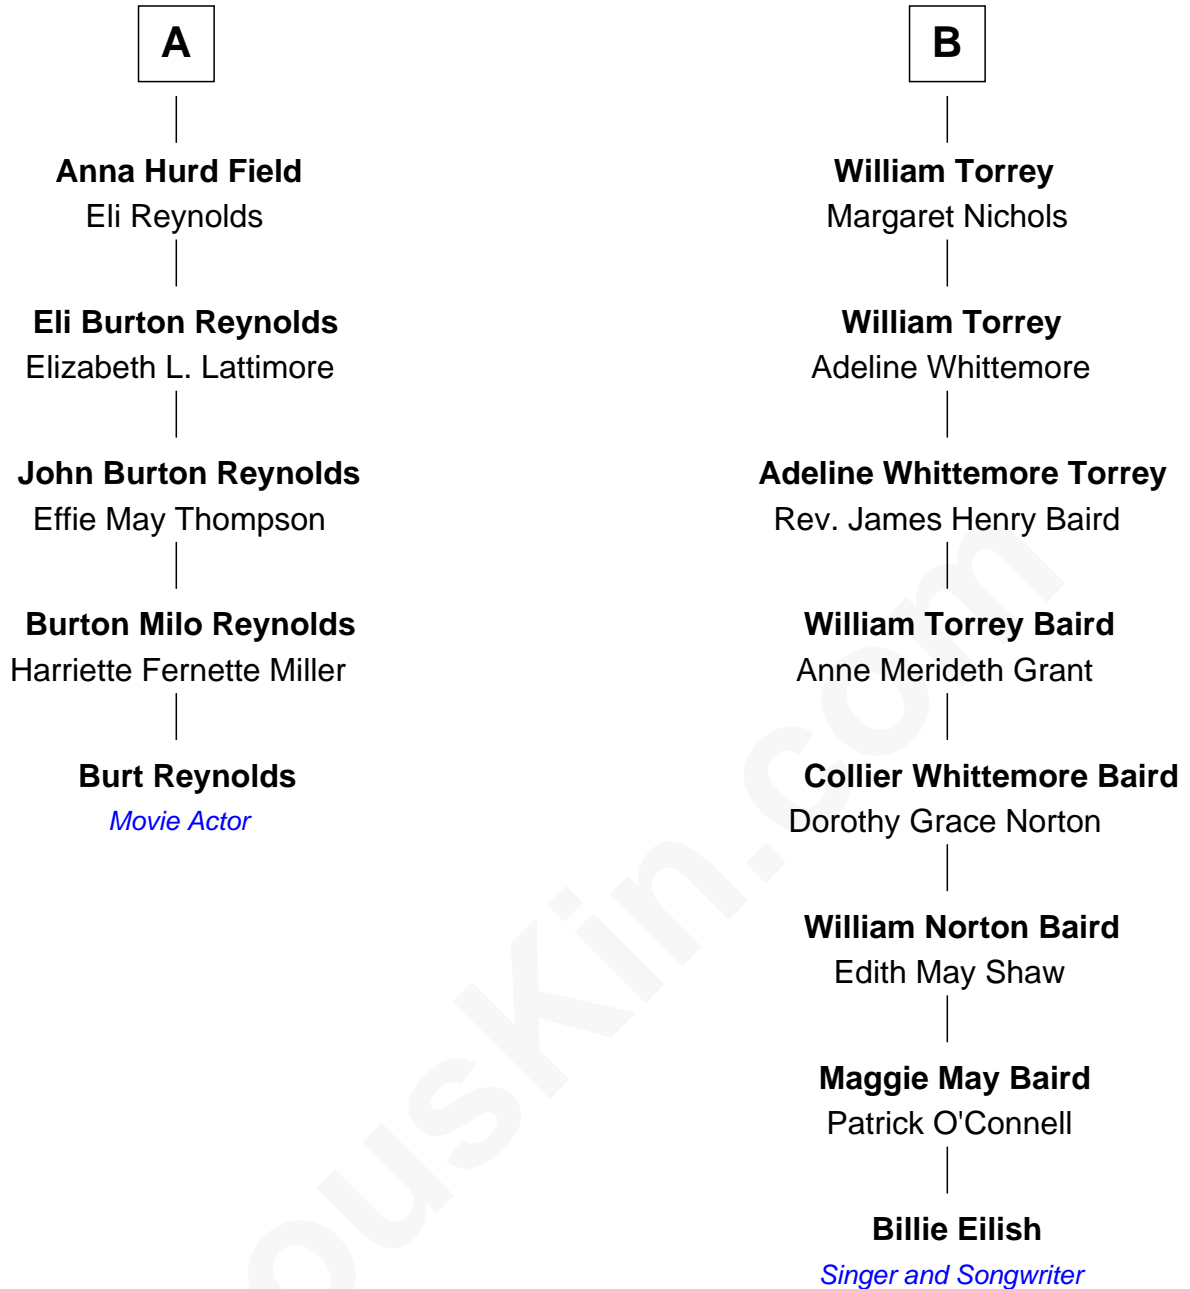 A
Anna Hurd Field
Eli Reynolds
Eli Burton Reynolds
Elizabeth L. Lattimore
John Burton Reynolds
Effie May Thompson
Burton Milo Reynolds
Harriette Fernette Miller
Burt Reynolds
Movie Actor
B
William Torrey
Margaret Nichols
William Torrey
Adeline Whittemore
Adeline Whittemore Torrey
Rev. James Henry Baird
William Torrey Baird
Anne Merideth Grant
Collier Whittemore Baird
Dorothy Grace Norton
William Norton Baird
Edith May Shaw
Maggie May Baird
Patrick O'Connell
Billie Eilish
Singer and Songwriter
ousKin.com